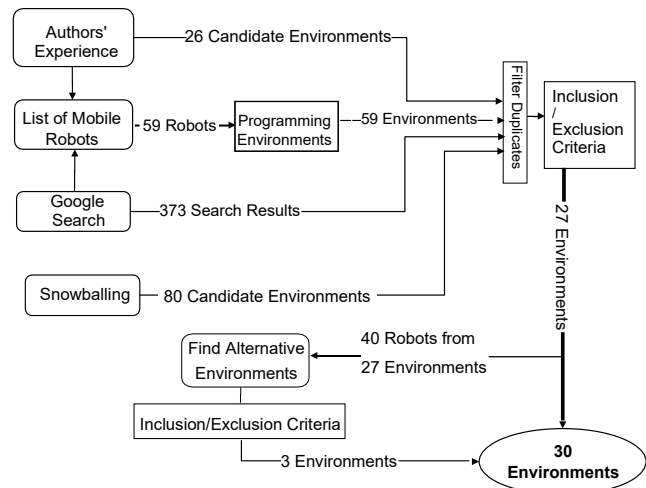 Authors'
Experience
26 Candidate Environments
List of Mobile
Robots
59 Robots
Programming
Environments
59 Environments
Filter Duplicates
Inclusion
/
Exclusion
Criteria
Google
Search
373 Search Results
27 Environments
Snowballing
80 Candidate Environments
Find Alternative
Environments
40 Robots from
27 Environments
Inclusion/Exclusion Criteria
3 Environments
30
Environments